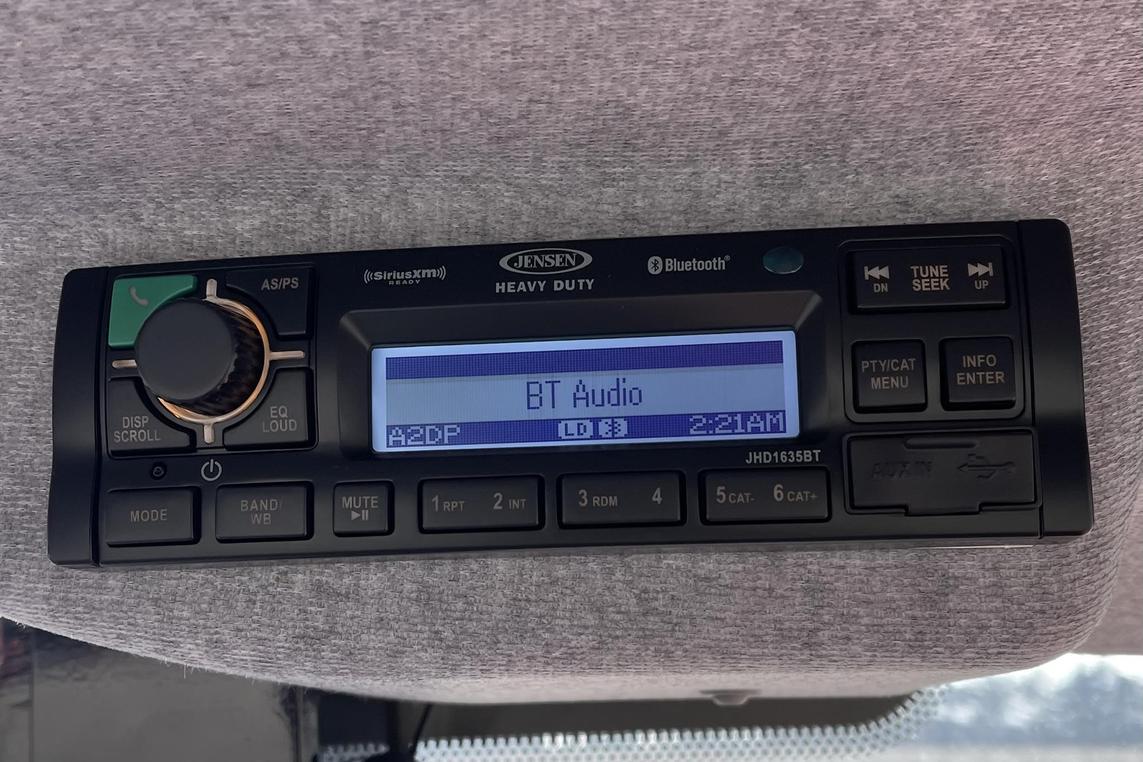 ((SiriusXM))
READY
JENSEN
HEAVY DUTY
Bluetooth®
AS/PS
DISP
SCROLL
EQ
LOUD
BT Audio
A2DP
LD
2:21AM
TUNE
SEEK
DN
UP
PTY/CAT
MENU
INFO
ENTER
JHD1635BT
AUX IN
MODE
BAND/
WB
MUTE
1 RPT 2 INT
3 RDM 4
5 CAT- 6 CAT+